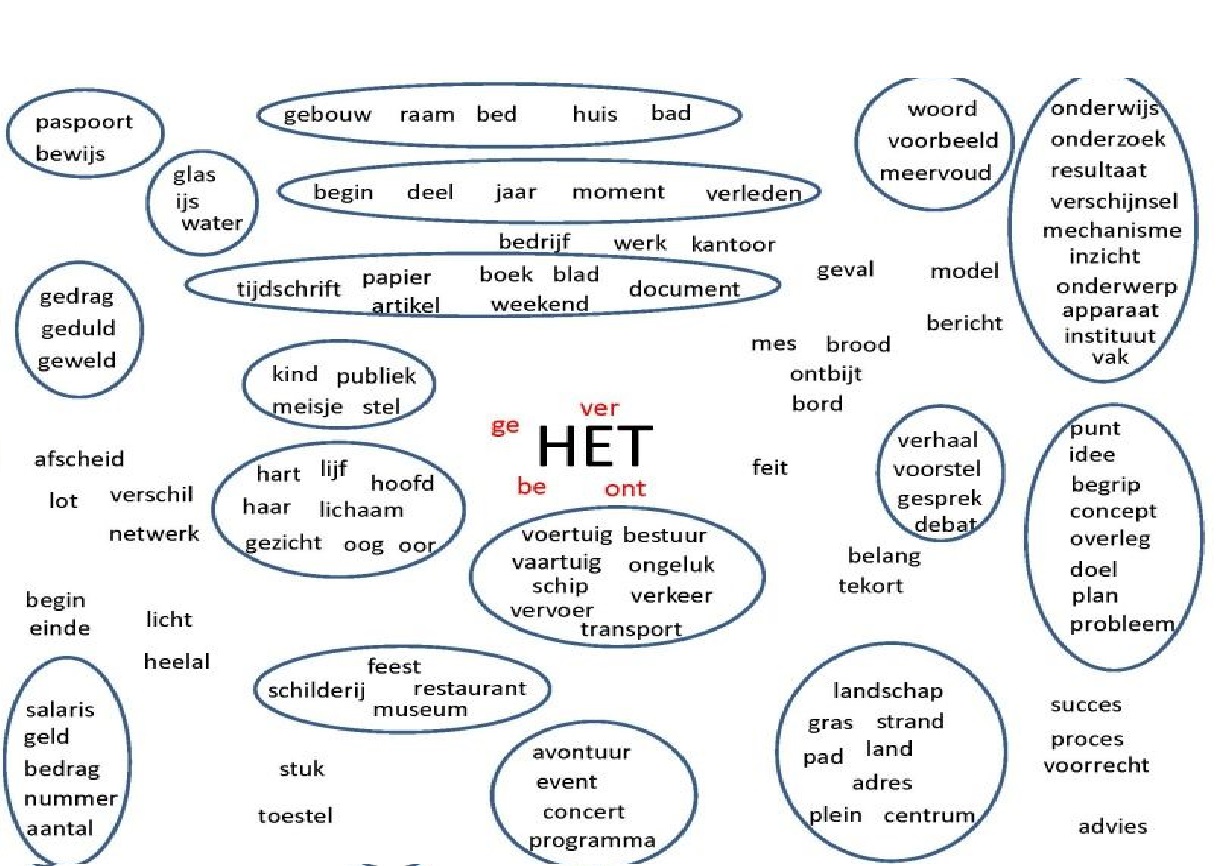 paspoort
bewijs
gebouw raam bed huis bad
woord
voorbeeld
meervoud
onderwijs
onderzoek
resultaat
verschijnsel
mechanisme
inzicht
onderwerp
apparaat
instituut
vak
glas
ijs
water
begin deel jaar moment verleden
bedrijf werk kantoor
tijdschrift papier boek blad document
artikel weekend
geval model
bericht
gedrag
geduld
geweld
kind publiek
meisje stel
mes brood
ontbijt
bord
ver
ge HET
be ont
feit
verhaal
voorstel
gesprek
debat
punt
idee
begrip
concept
overleg
doel
plan
probleem
afscheid
lot verschil
netwerk
hart lijf hoofd
haar lichaam
gezicht oog oor
voertuig bestuur
vaartuig ongeluk
schip verkeer
vervoer
transport
belang
tekort
begin
einde
licht
heelal
feest
schilderij restaurant
museum
landschap
gras strand
pad land
adres
plein centrum
succes
proces
voorrecht
advies
salaris
geld
bedrag
nummer
aantal
stuk
toestel
avontuur
event
concert
programma